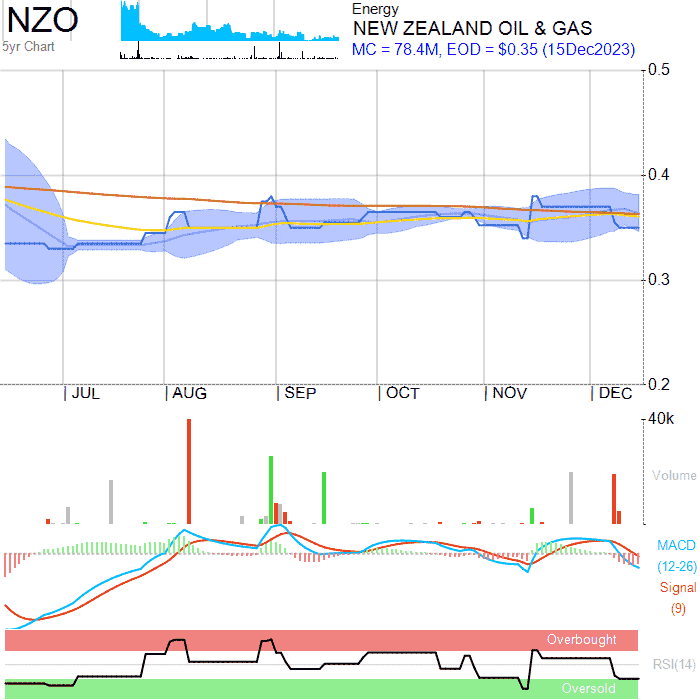 NZO
5yr Chart
Energy
NEW ZEALAND OIL & GAS
MC = 78.4M, EOD = $0.35 (15Dec2023)
0.5
0.4
0.3
0.2
JUL AUG SEP OCT NOV DEC
40k
Volume
MACD
(12-26)
Signal
(9)
Overbought
RSI(14)
Oversold